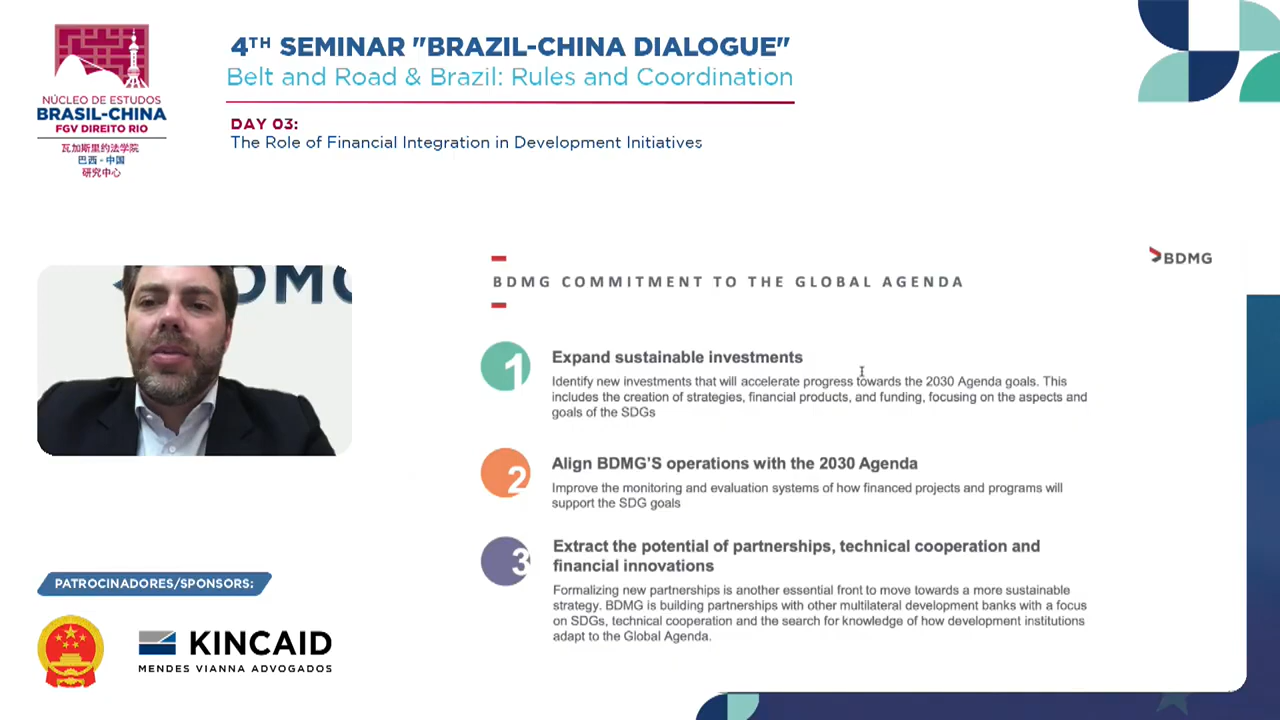 4TH SEMINAR "BRAZIL-CHINA DIALOGUE"
Belt and Road & Brazil: Rules and Coordination
DAY 03:
The Role of Financial Integration in Development Initiatives
NÚCLEO DE ESTUDOS
BRASIL-CHINA
FGV DIREITO RIO
瓦加斯里约法学院
巴西 - 中国
研究中心
BDMG
BDMG
BDMG COMMITMENT TO THE GLOBAL AGENDA
1
Expand sustainable investments
Identify new investments that will accelerate progress towards the 2030 Agenda goals. This
includes the creation of strategies, financial products, and funding, focusing on the aspects and
goals of the SDGs
2
Align BDMG'S operations with the 2030 Agenda
Improve the monitoring and evaluation systems of how financed projects and programs will
support the SDG goals
3
Extract the potential of partnerships, technical cooperation and
financial innovations
Formalizing new partnerships is another essential front to move towards a more sustainable
strategy. BDMG is building partnerships with other multilateral development banks with a focus
on SDGs, technical cooperation and the search for knowledge of how development institutions
adapt to the Global Agenda.
PATROCINADORES/SPONSORS:
KINCAID
MENDES VIANNA ADVOGADOS